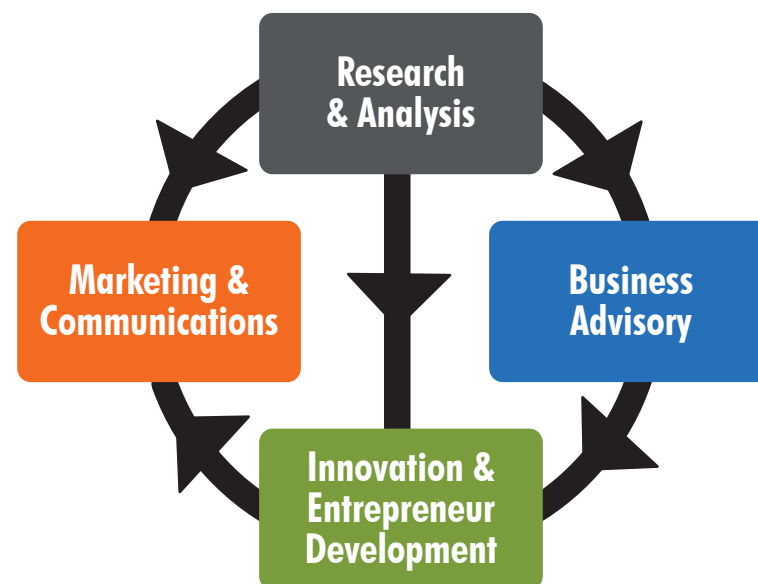 Research
& Analysis
Marketing &
Communications
Business
Advisory
Innovation &
Entrepreneur
Development